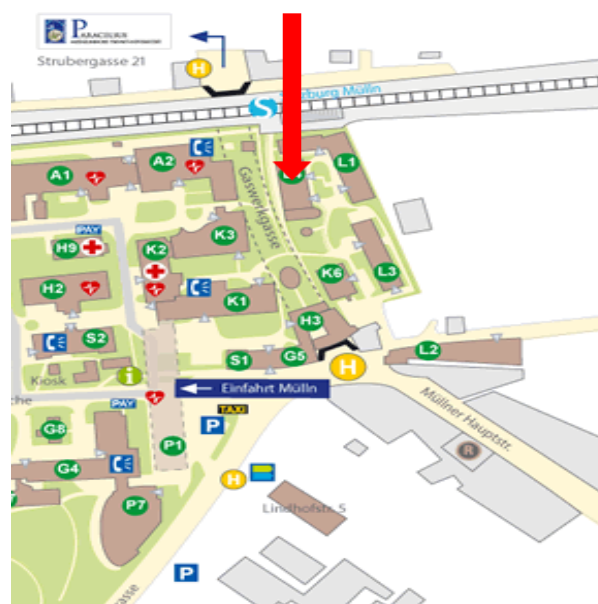 PARACELSUS
Strubergasse 21
H
S
Salzburg Mülln
A2
L1
A1
Gaswerkgasse
K3
PAY
H9
K2
K6
L3
H2
K1
H3
S2
L2
S1
G5
H
Kiosk
i
Einfahrt Mülln
PAY
TAXI
Müllner Hauptstr.
G8
P
P1
R
G4
H
P7
Lindhofstr. 5
P